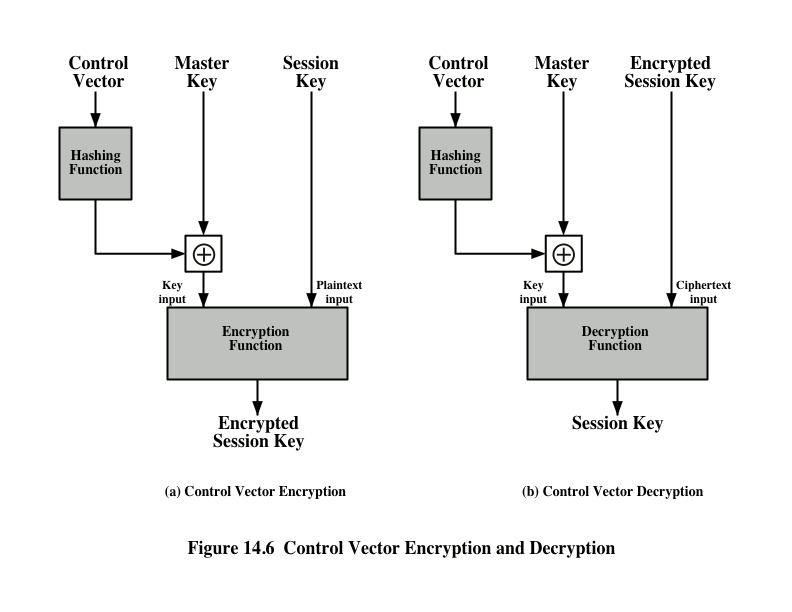 Control
Vector
Master
Key
Session
Key
Hashing
Function
Key
input
Plaintext
input
Encryption
Function
Encrypted
Session Key
(a) Control Vector Encryption
Control
Vector
Master
Key
Encrypted
Session Key
Hashing
Function
Key
input
Ciphertext
input
Decryption
Function
Session Key
(b) Control Vector Decryption
Figure 14.6 Control Vector Encryption and Decryption